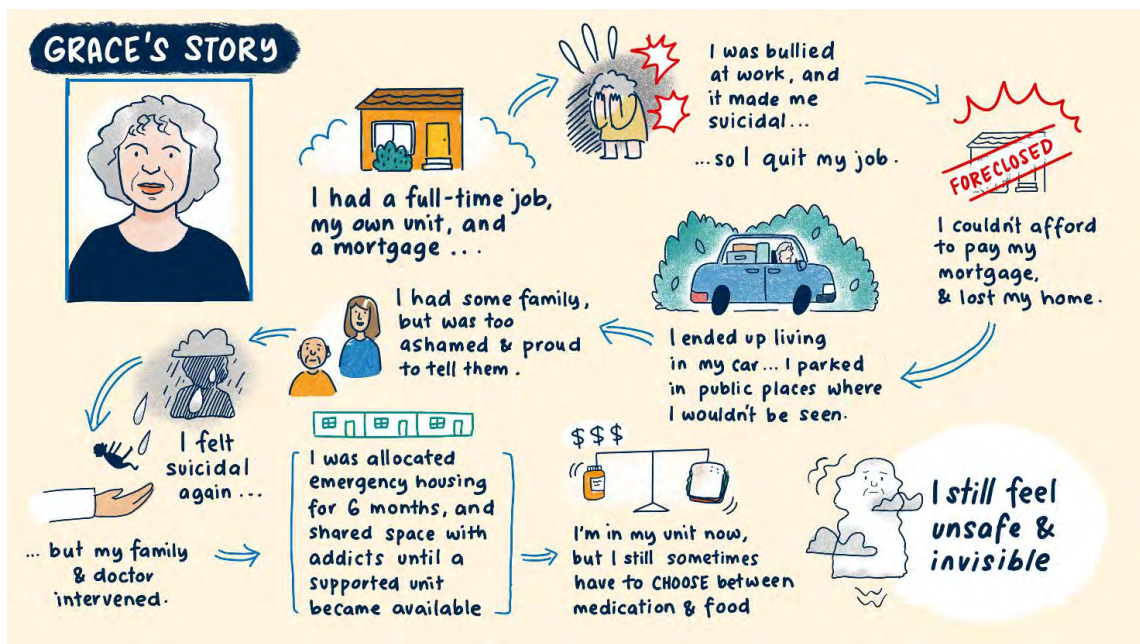 GRACE'S STORY
I had a full-time job,
my own unit, and
a mortgage ...
I was bullied
at work, and
it made me
suicidal...
...so I quit my job.
FORECLOSED
I couldn't afford
to pay my
mortgage,
& lost my home.
I ended up living
in my car... I parked
in public places where
I wouldn't be seen.
I had some family,
but was too
ashamed & proud
to tell them.
I felt
suicidal
again ...
... but my family
& doctor
intervened.
I was allocated
emergency housing
for 6 months, and
shared space with
addicts until a
supported unit
became available
$$$
I'm in my unit now,
but I still sometimes
have to CHOOSE between
medication & food
I still feel
unsafe &
invisible